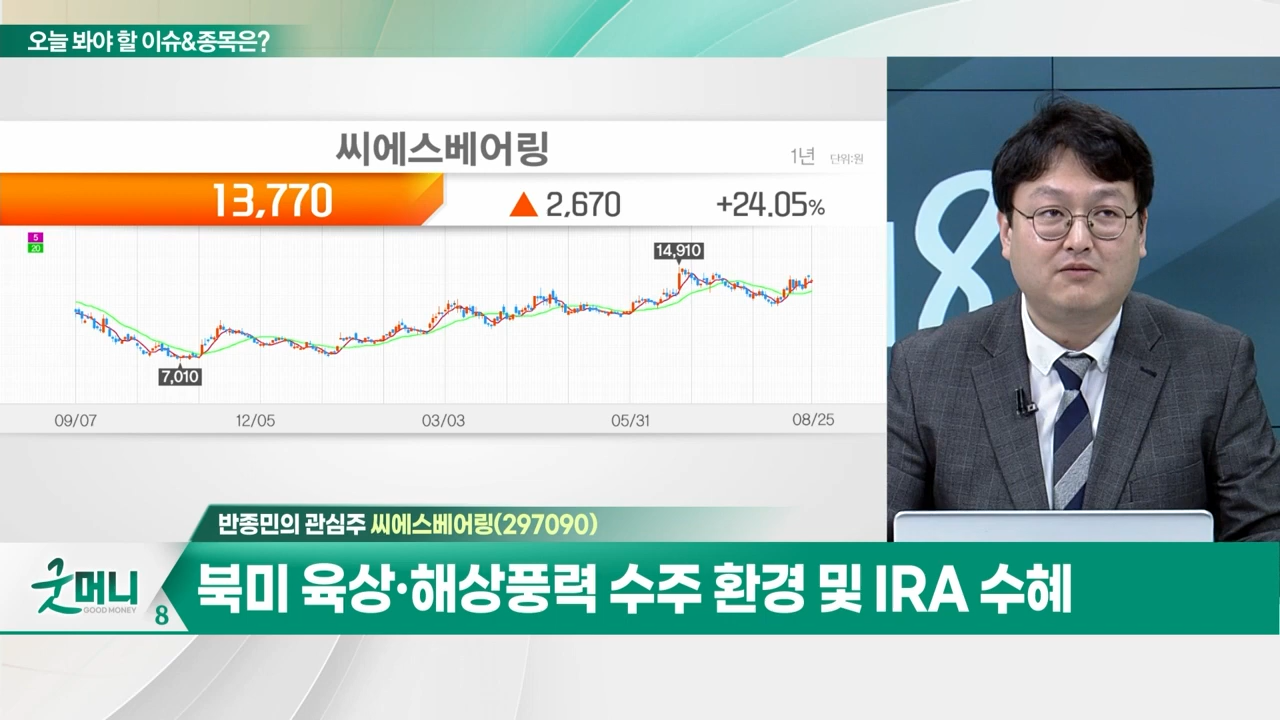 오늘 봐야 할 이슈&종목은?
씨에스베어링
1년 단위:원
13,770 ▲ 2,670 +24.05%
5
20
14,910
7,010
09/07 12/05 03/03 05/31 08/25
8
반종민의 관심주 씨에스베어링(297090)
굿머니 GOOD MONEY 8
북미 육상·해상풍력 수주 환경 및 IRA 수혜